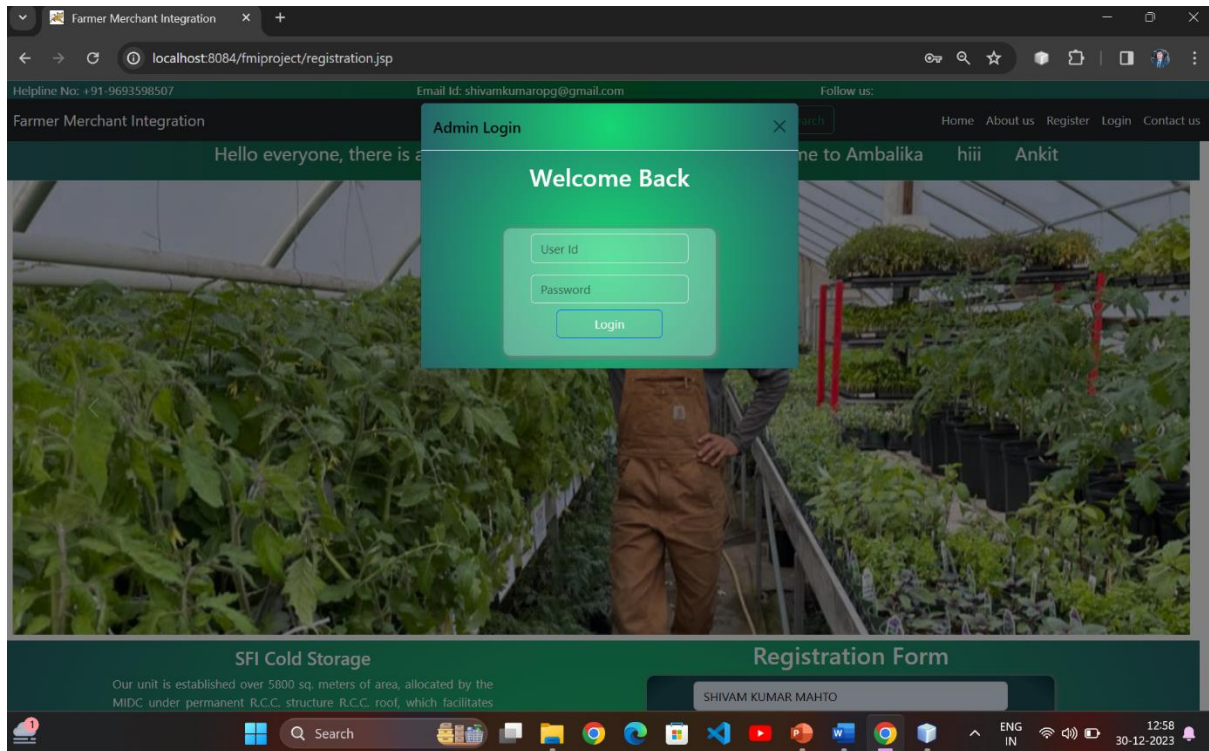 Farmer Merchant Integration
localhost:8084/fmiproject/registration.jsp
Helpline No: +91-9693598507 Email Id: shivamkumaropg@gmail.com Follow us:
Farmer Merchant Integration Home About us Register Login Contact us
Admin Login
Hello everyone, there is a to Ambalika hiii Ankit
Welcome Back
User Id
Password
Login
SFI Cold Storage
Our unit is established over 5800 sq. meters of area, allocated by the
MIDC under permanent R.C.C. structure R.C.C. roof, which facilitates
Registration Form
SHIVAM KUMAR MAHTO
1
Search
ENG
IN
12:58
30-12-2023